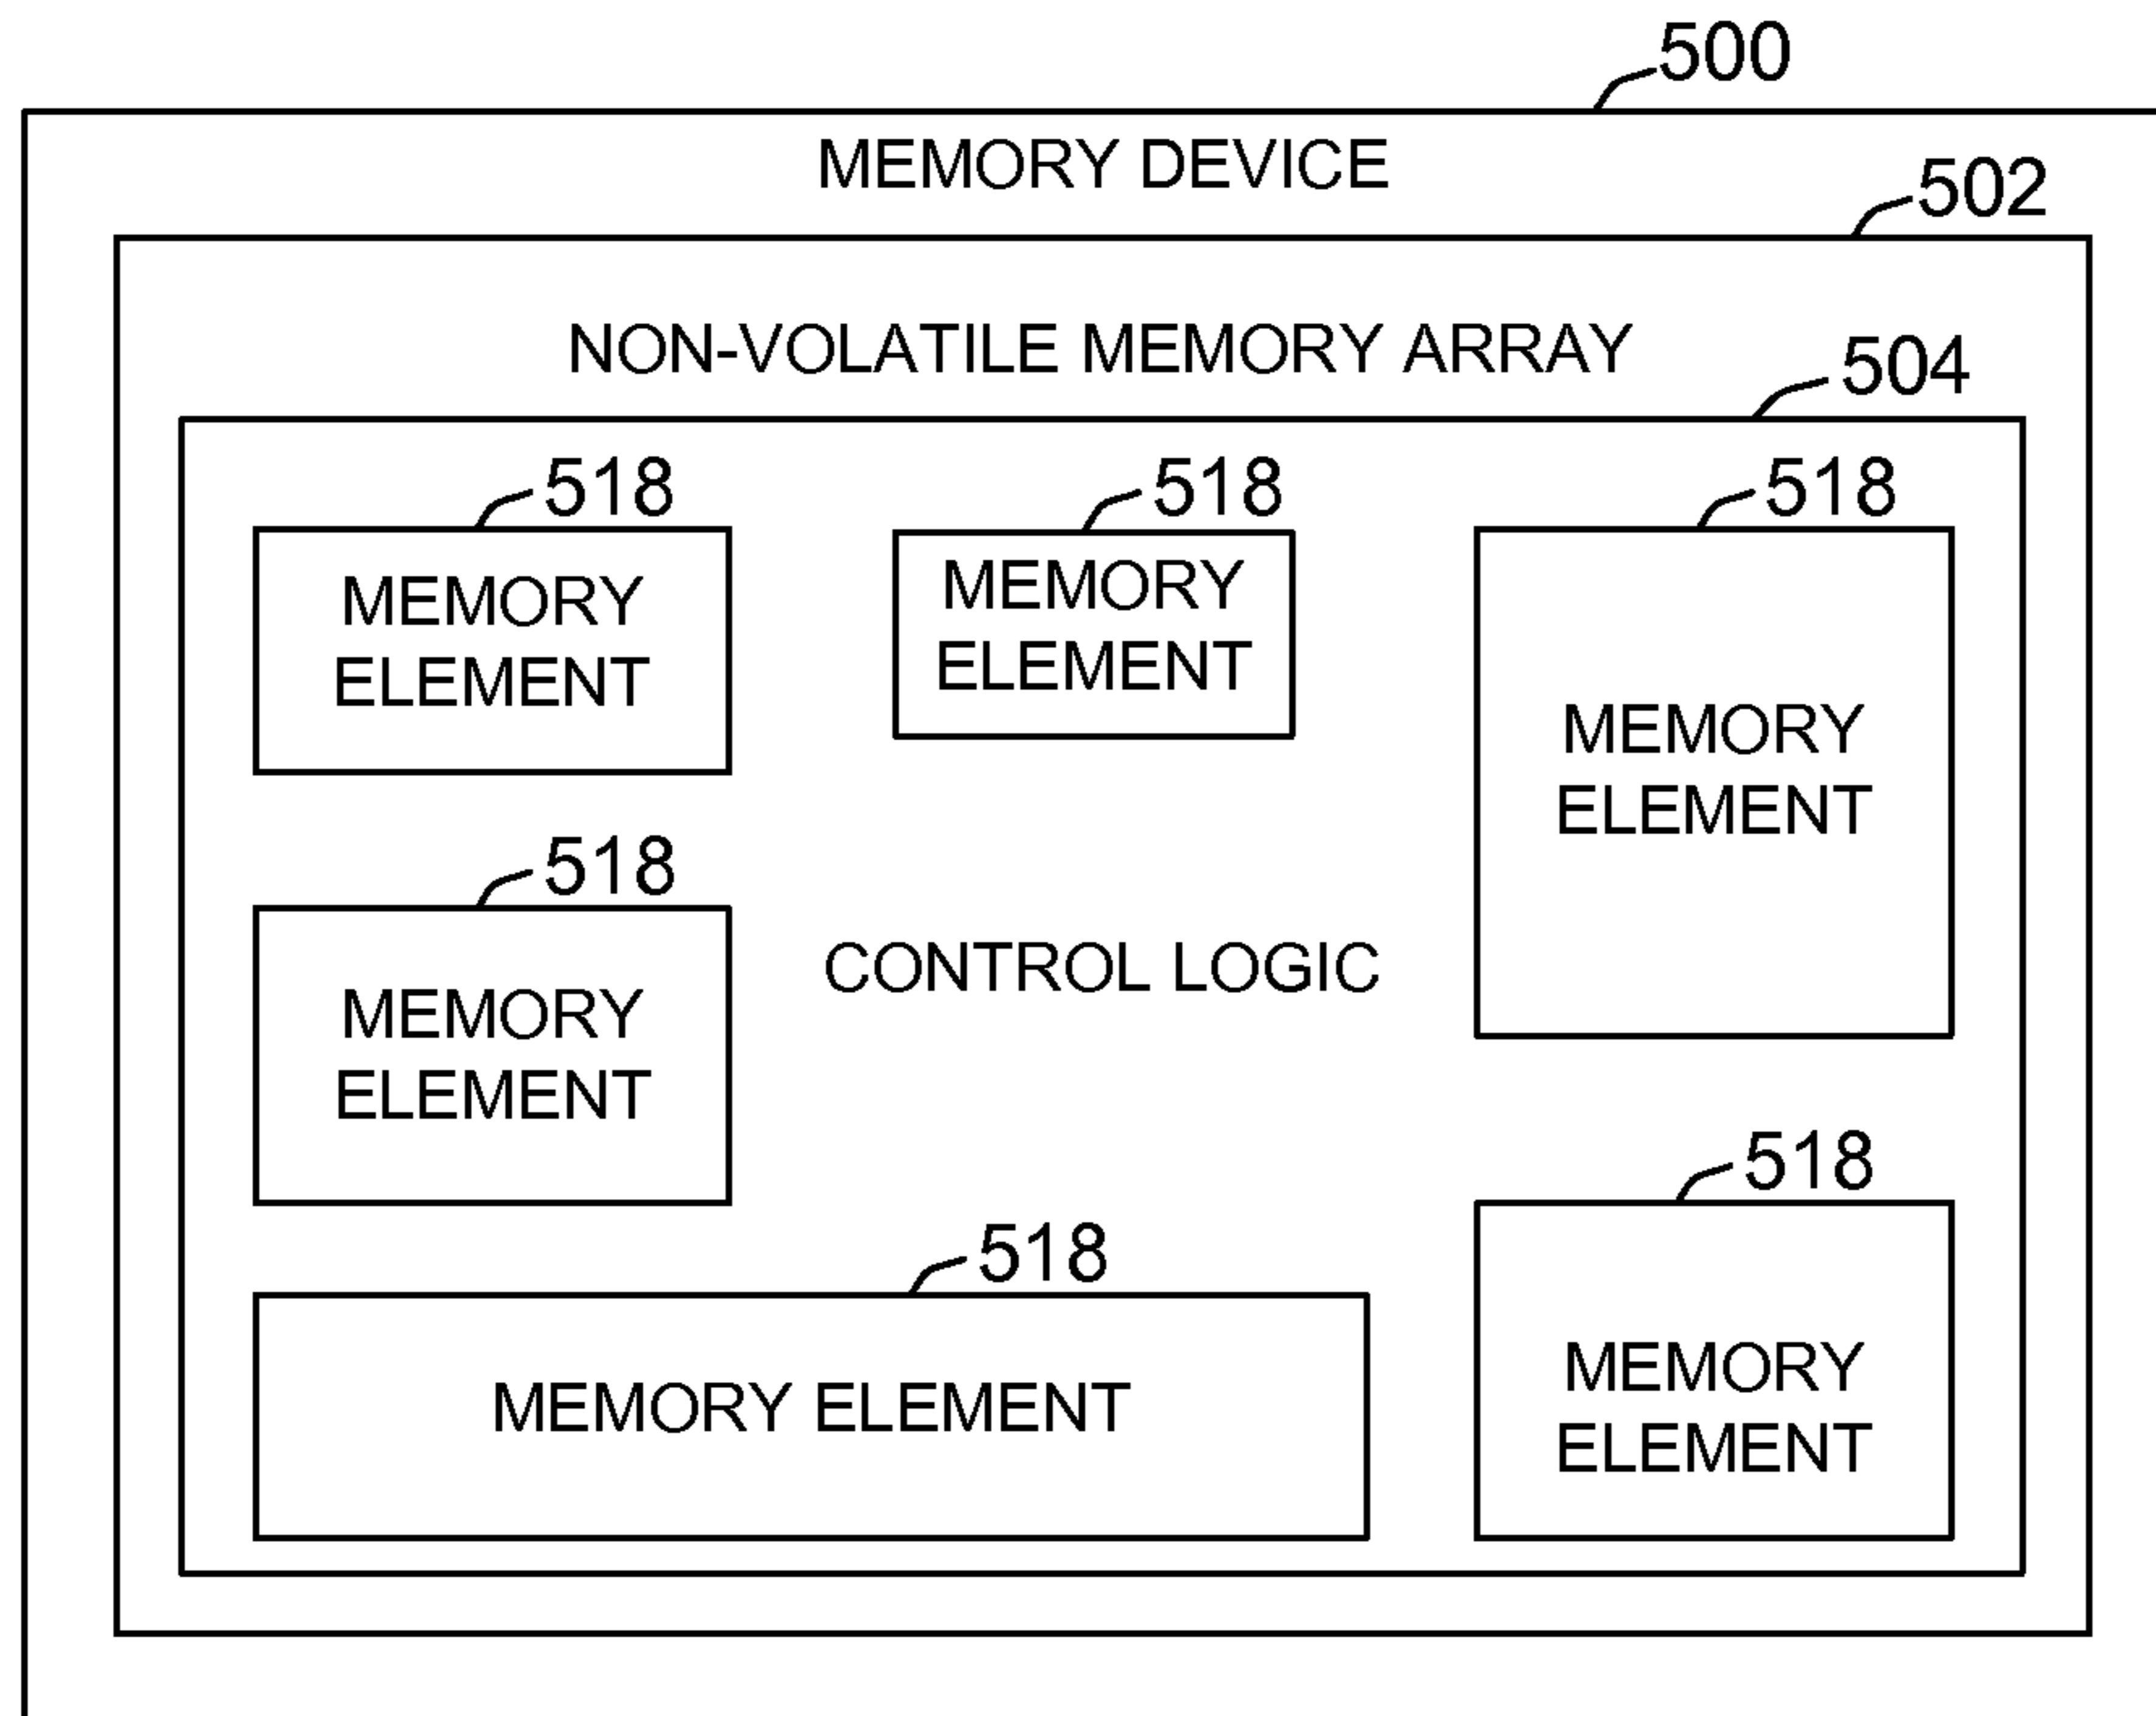 500
MEMORY DEVICE
502
NON-VOLATILE MEMORY ARRAY
504
518
518
518
MEMORY
ELEMENT
MEMORY
ELEMENT
MEMORY
ELEMENT
518
MEMORY
ELEMENT
CONTROL LOGIC
518
MEMORY ELEMENT
518
MEMORY
ELEMENT